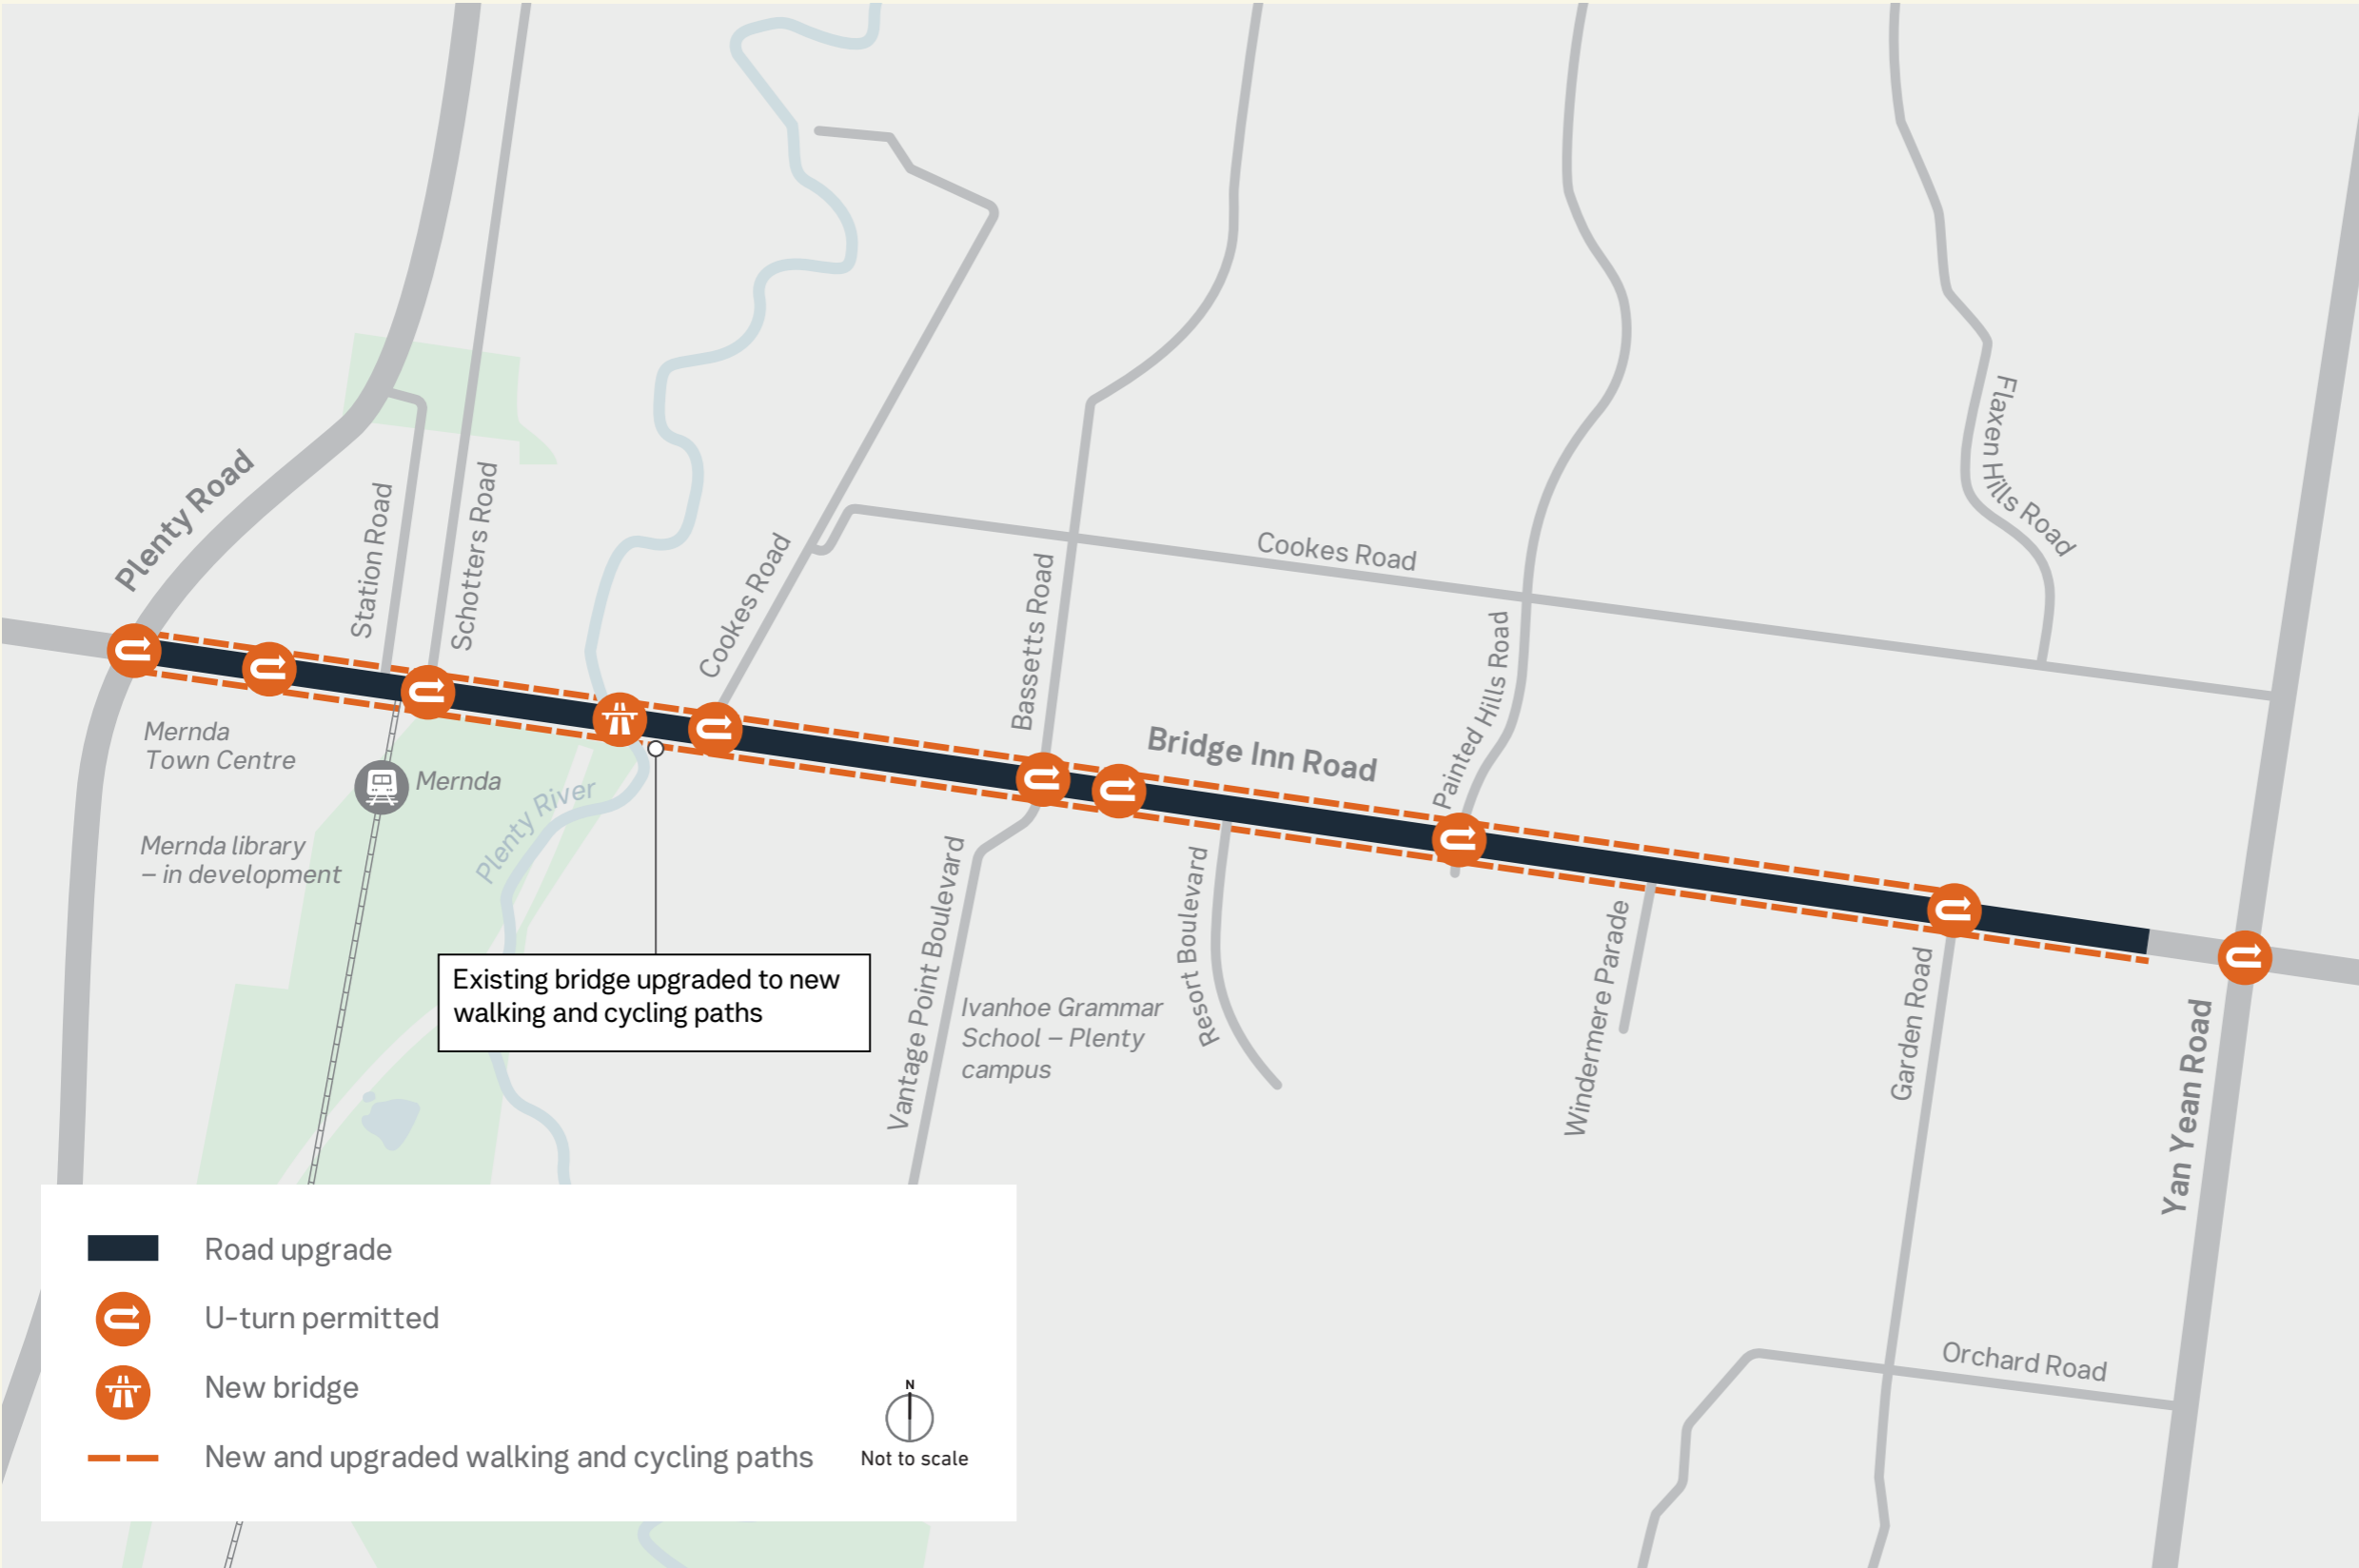 Plenty Road
Station Road
Schotters Road
Cookes Road
Bassetts Road
Cookes Road
Painted Hills Road
Flaxen Hills Road
Bridge Inn Road
Mernda
Town Centre
Mernda
Mernda library
– in development
Plenty River
Existing bridge upgraded to new
walking and cycling paths
Vantage Point Boulevard
Ivanhoe Grammar
School – Plenty
campus
Resort Boulevard
Windermere Parade
Garden Road
Yan Yean Road
Orchard Road
Road upgrade
U-turn permitted
New bridge
New and upgraded walking and cycling paths
N
Not to scale